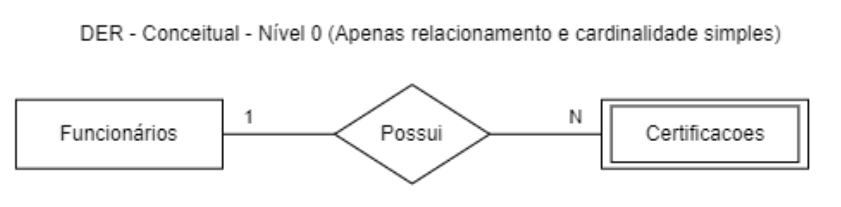 DER - Conceitual - Nível 0 (Apenas relacionamento e cardinalidade simples)
Funcionários
1
Possui
N
Certificacoes